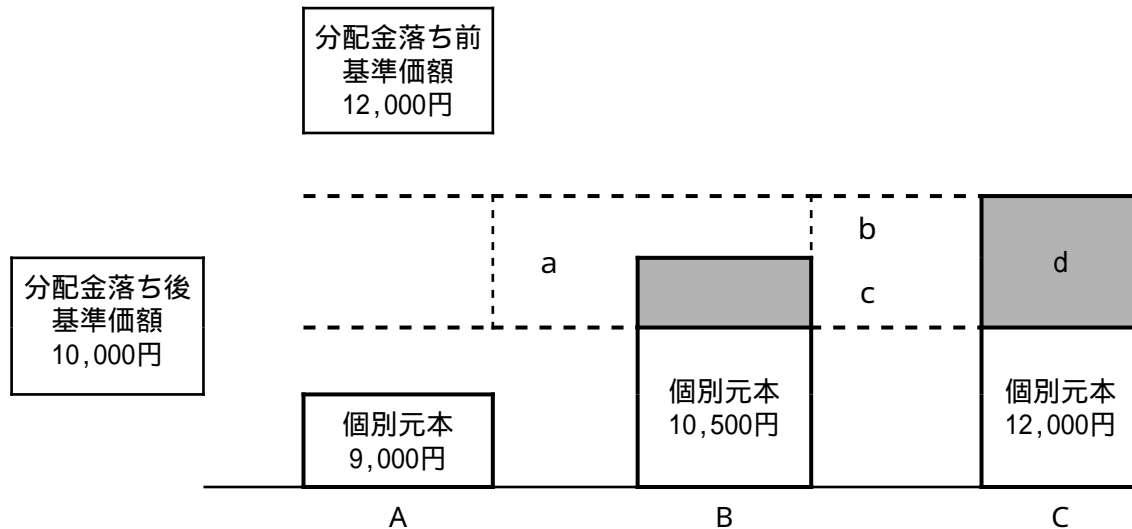 分配金落ち前
基準価額
12,000円
b
a
d
c
分配金落ち後
基準価額
10,000円
個別元本
10,500円
個別元本
12,000円
個別元本
9,000円
A
B
C